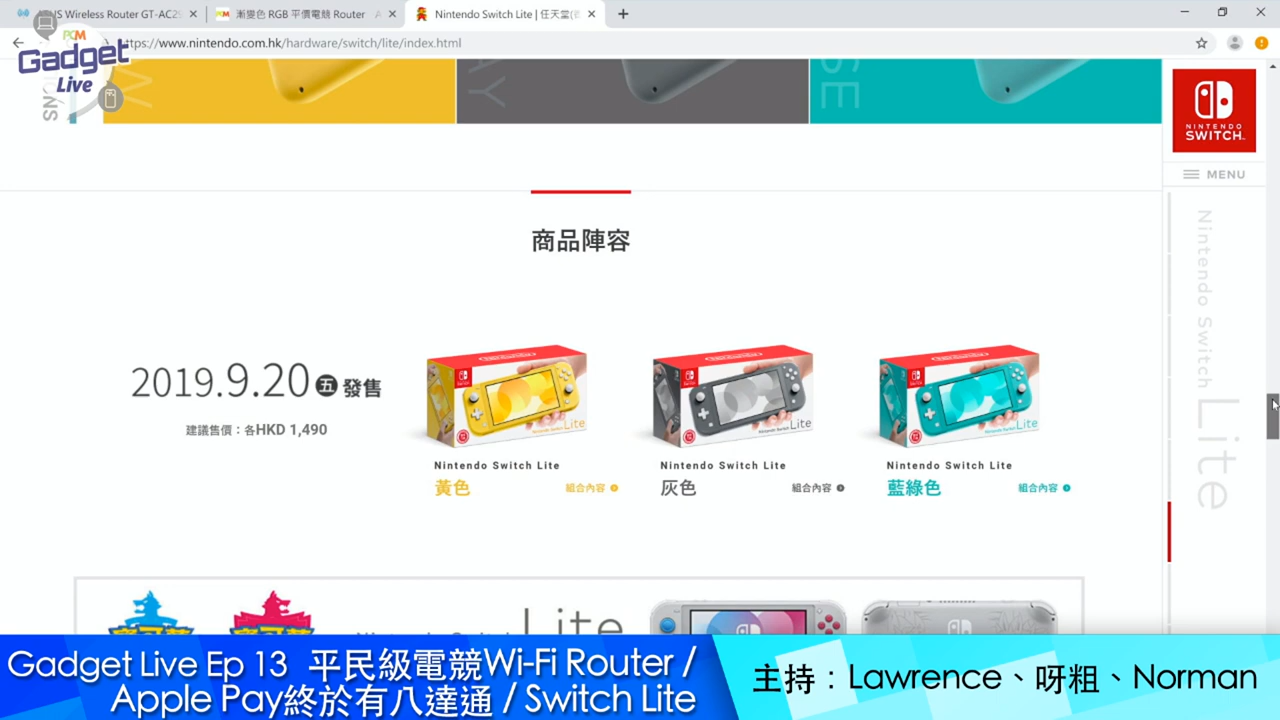 US Wireless Router GT-AC29
漸變色 RGB 平價電競 Router
Nintendo Switch Lite | 任天堂(
ttps://www.nintendo.com.hk/hardware/switch/lite/index.html
PCM
Gadget
Live
NINTENDO
SWITCH
MENU
Nintendo Switch Lite
商品陣容
2019.9.20 五 發售
建議售價：各HKD 1,490
Nintendo Switch Lite
黃色
組合內容
Nintendo Switch Lite
灰色
組合內容
Nintendo Switch Lite
藍綠色
組合內容
Lite
Gadget Live Ep 13 平民級電競Wi-Fi Router /
Apple Pay終於有八達通 / Switch Lite
主持：Lawrence、呀粗、Norman